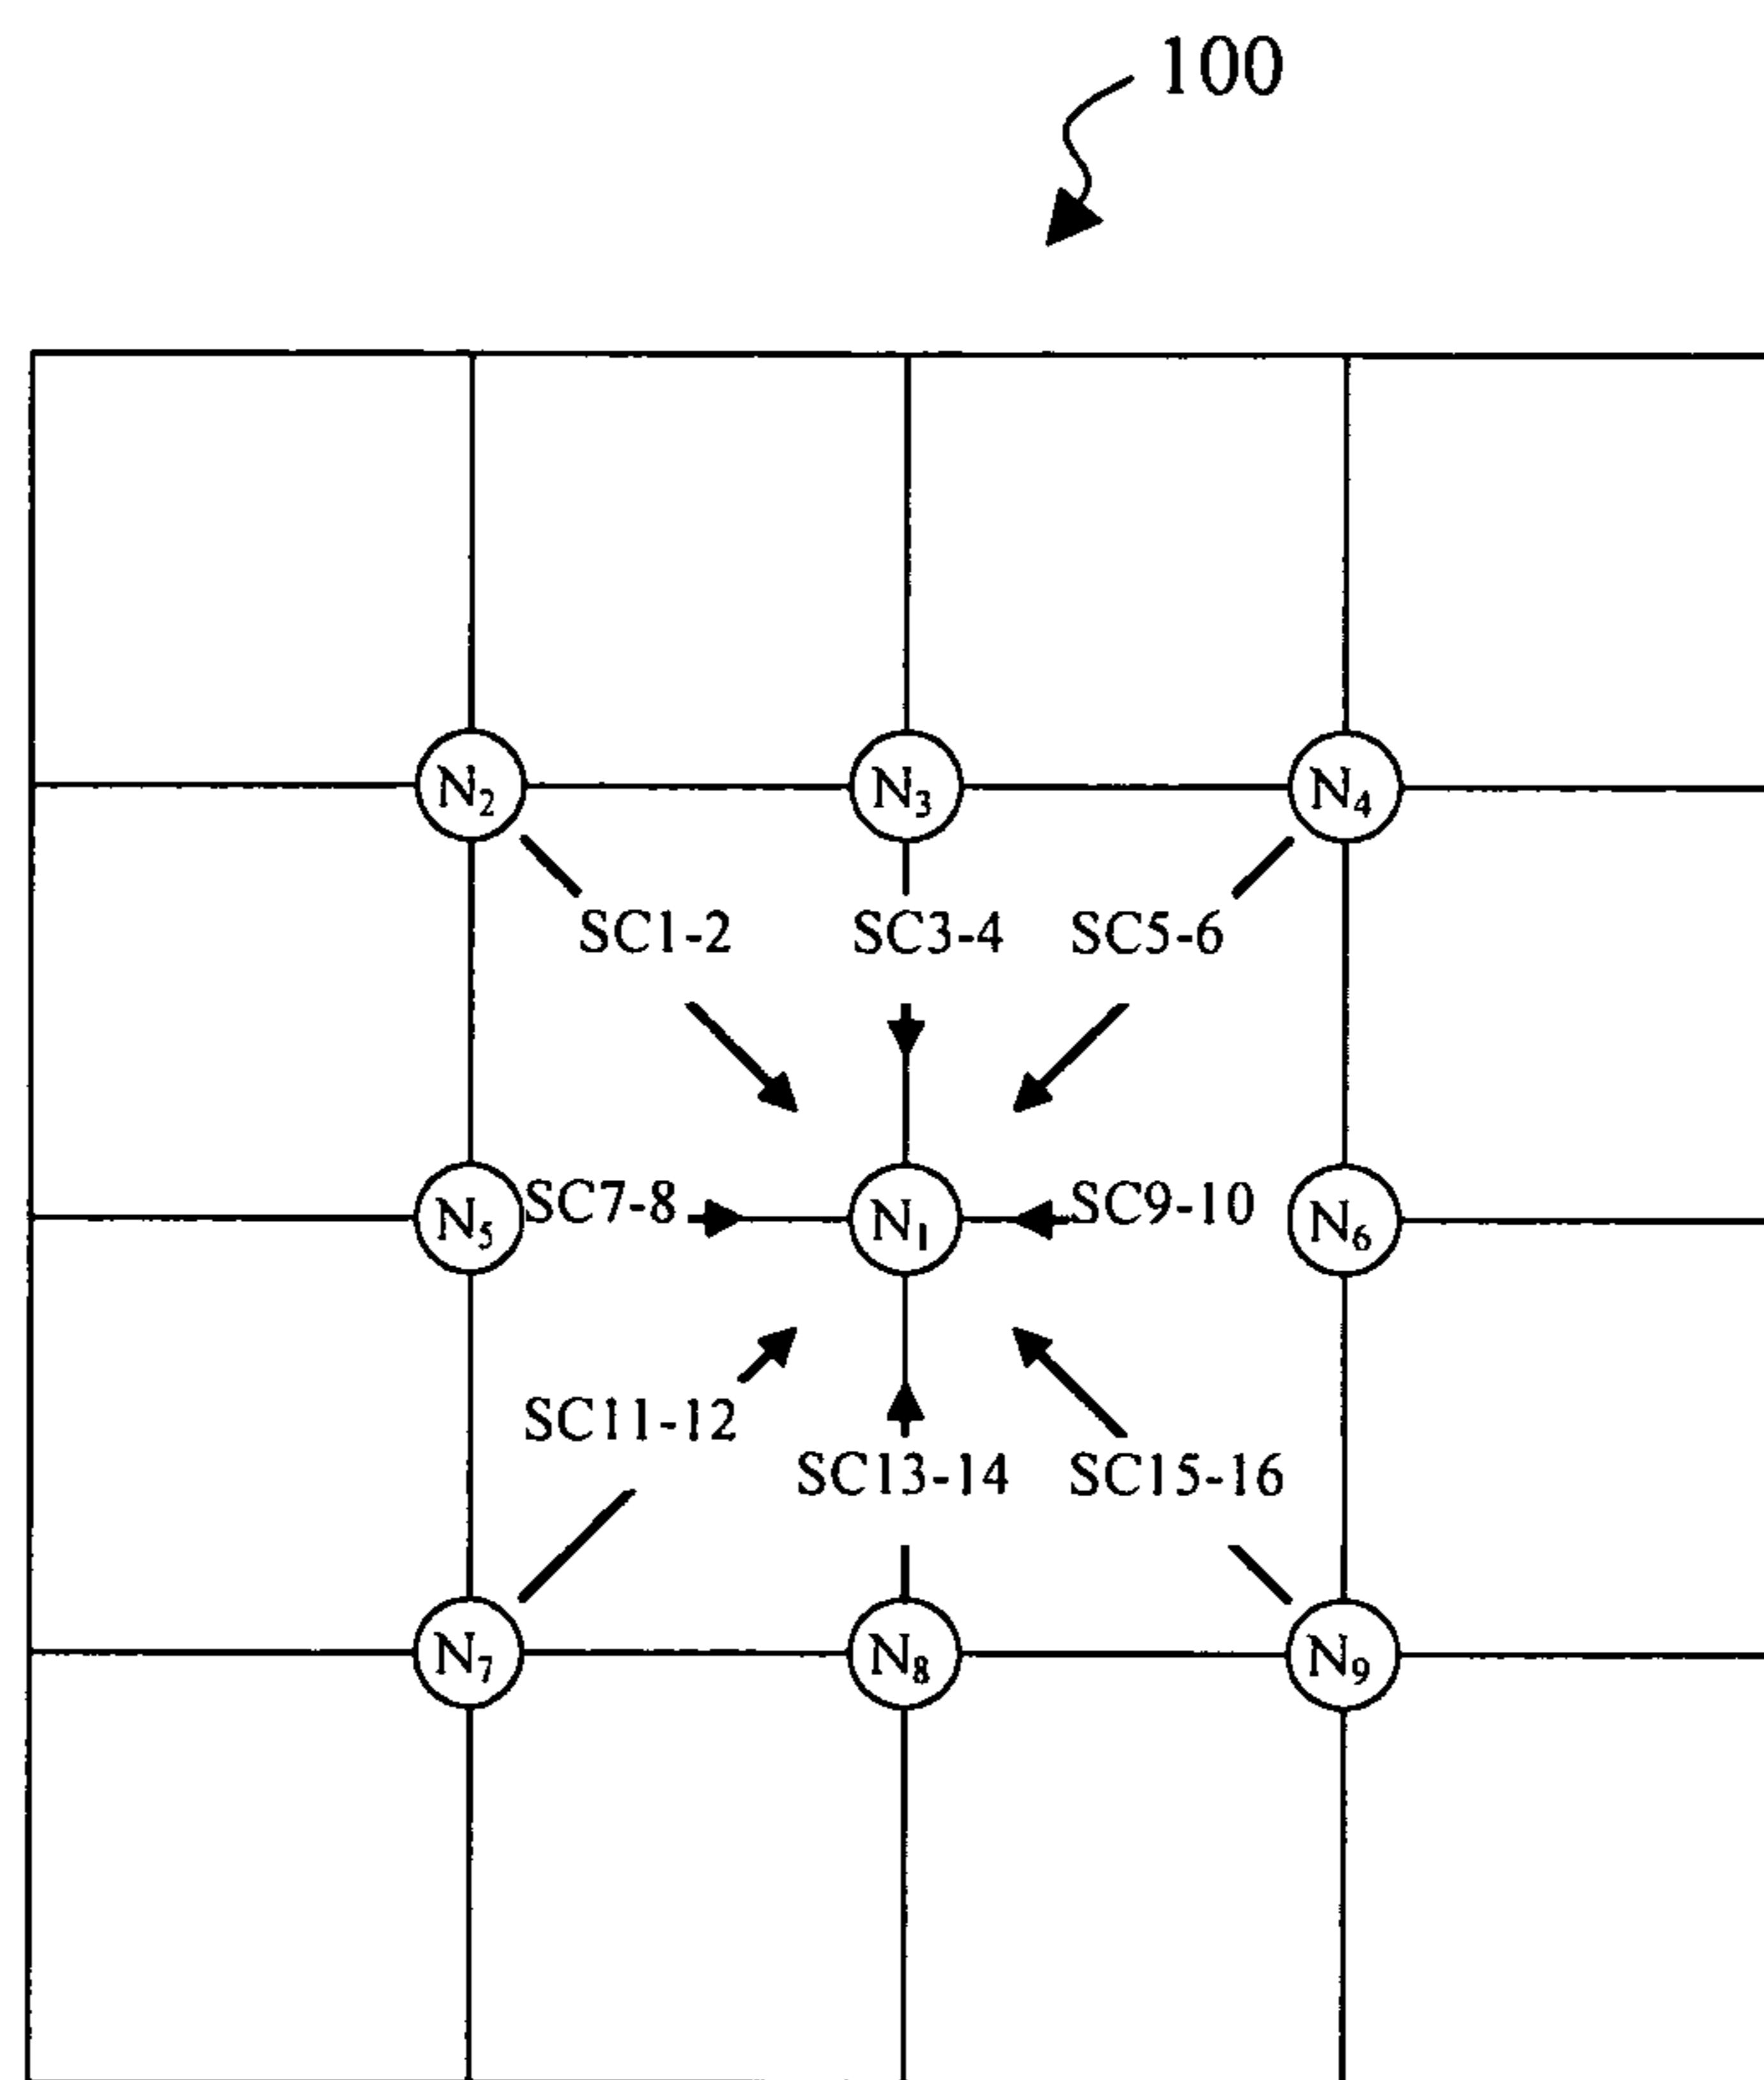 100
N₂ N₃ N₄
SC1-2 SC3-4 SC5-6
N₅ SC7-8 N₁ SC9-10 N₆
SC11-12
SC13-14 SC15-16
N₇ N₈ N₉